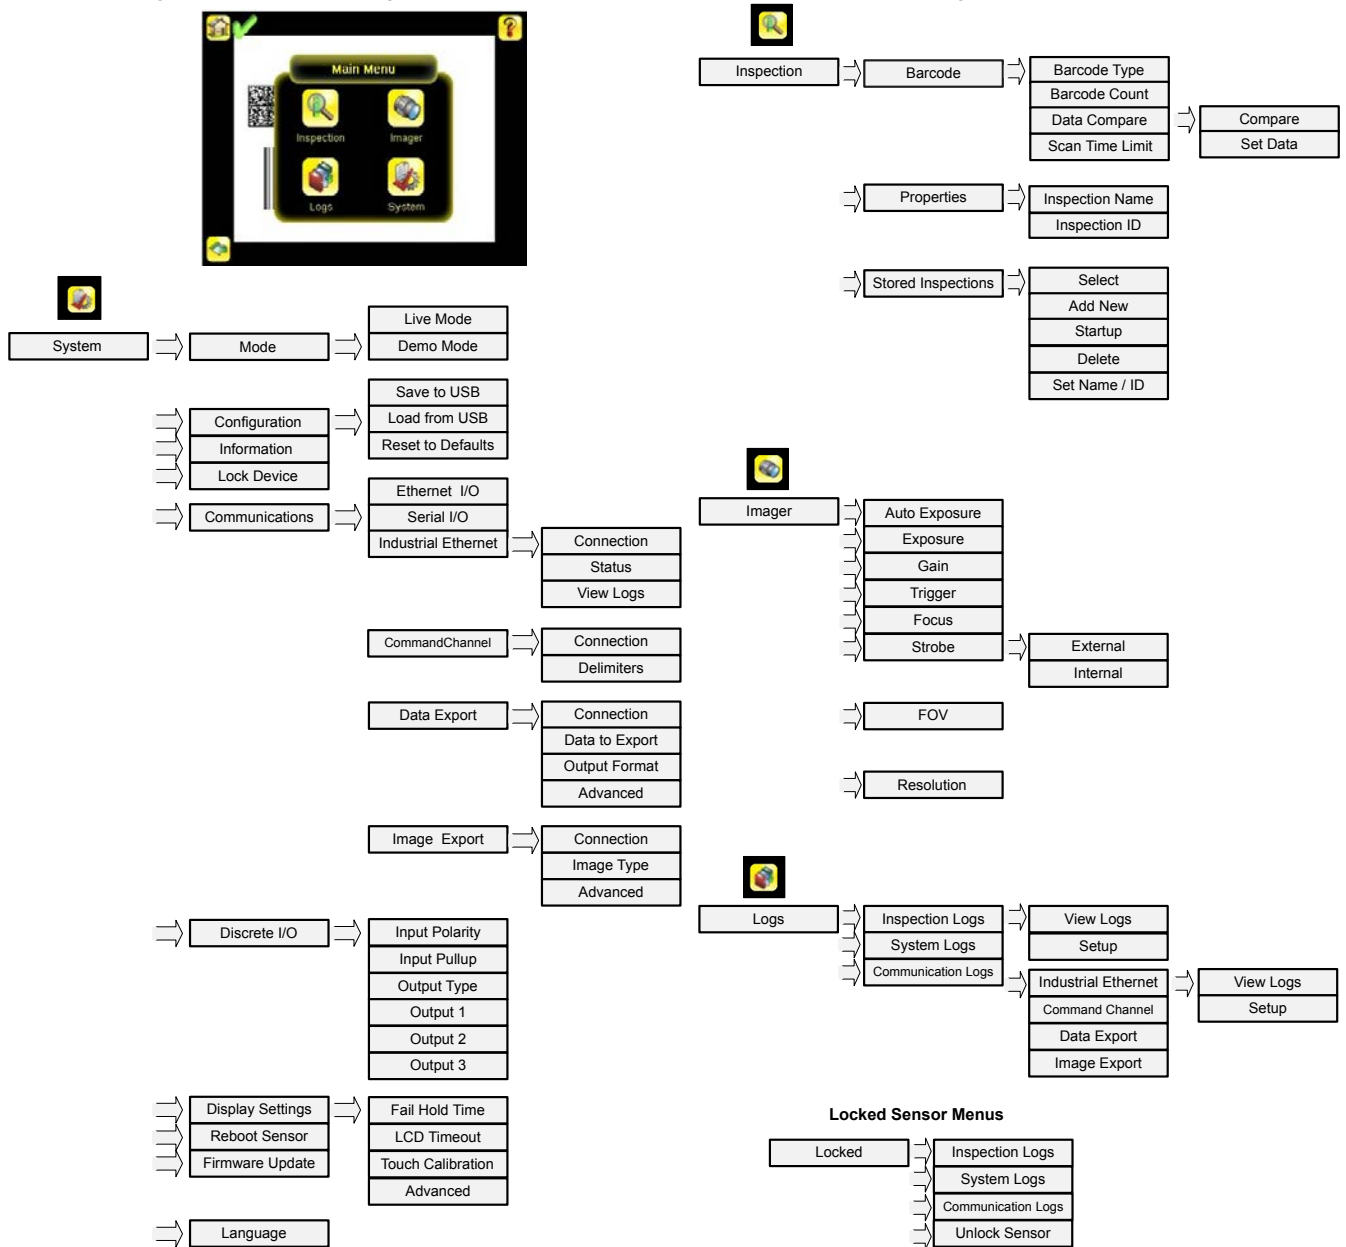 Main Menu
Inspection
Imager
Logs
System
System
Mode
Live Mode
Demo Mode
Configuration
Save to USB
Load from USB
Reset to Defaults
Information
Lock Device
Communications
Ethernet I/O
Serial I/O
Industrial Ethernet
Connection
Status
View Logs
CommandChannel
Connection
Delimiters
Data Export
Connection
Data to Export
Output Format
Advanced
Image Export
Connection
Image Type
Advanced
Discrete I/O
Input Polarity
Input Pullup
Output Type
Output 1
Output 2
Output 3
Display Settings
Fail Hold Time
LCD Timeout
Touch Calibration
Advanced
Reboot Sensor
Firmware Update
Language
Inspection
Barcode
Barcode Type
Barcode Count
Data Compare
Compare
Set Data
Scan Time Limit
Properties
Inspection Name
Inspection ID
Stored Inspections
Select
Add New
Startup
Delete
Set Name / ID
Imager
Auto Exposure
Exposure
Gain
Trigger
Focus
Strobe
External
Internal
FOV
Resolution
Logs
Inspection Logs
View Logs
Setup
System Logs
Communication Logs
Industrial Ethernet
View Logs
Setup
Command Channel
Data Export
Image Export
Locked Sensor Menus
Locked
Inspection Logs
System Logs
Communication Logs
Unlock Sensor